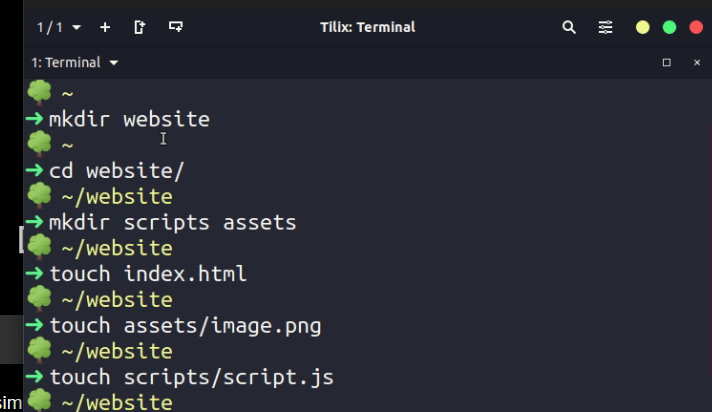 1 / 1
Tilix: Terminal
1: Terminal
~
➜ mkdir website
~
➜ cd website/
~/website
➜ mkdir scripts assets
~/website
➜ touch index.html
~/website
➜ touch assets/image.png
~/website
➜ touch scripts/script.js
sim
~/website